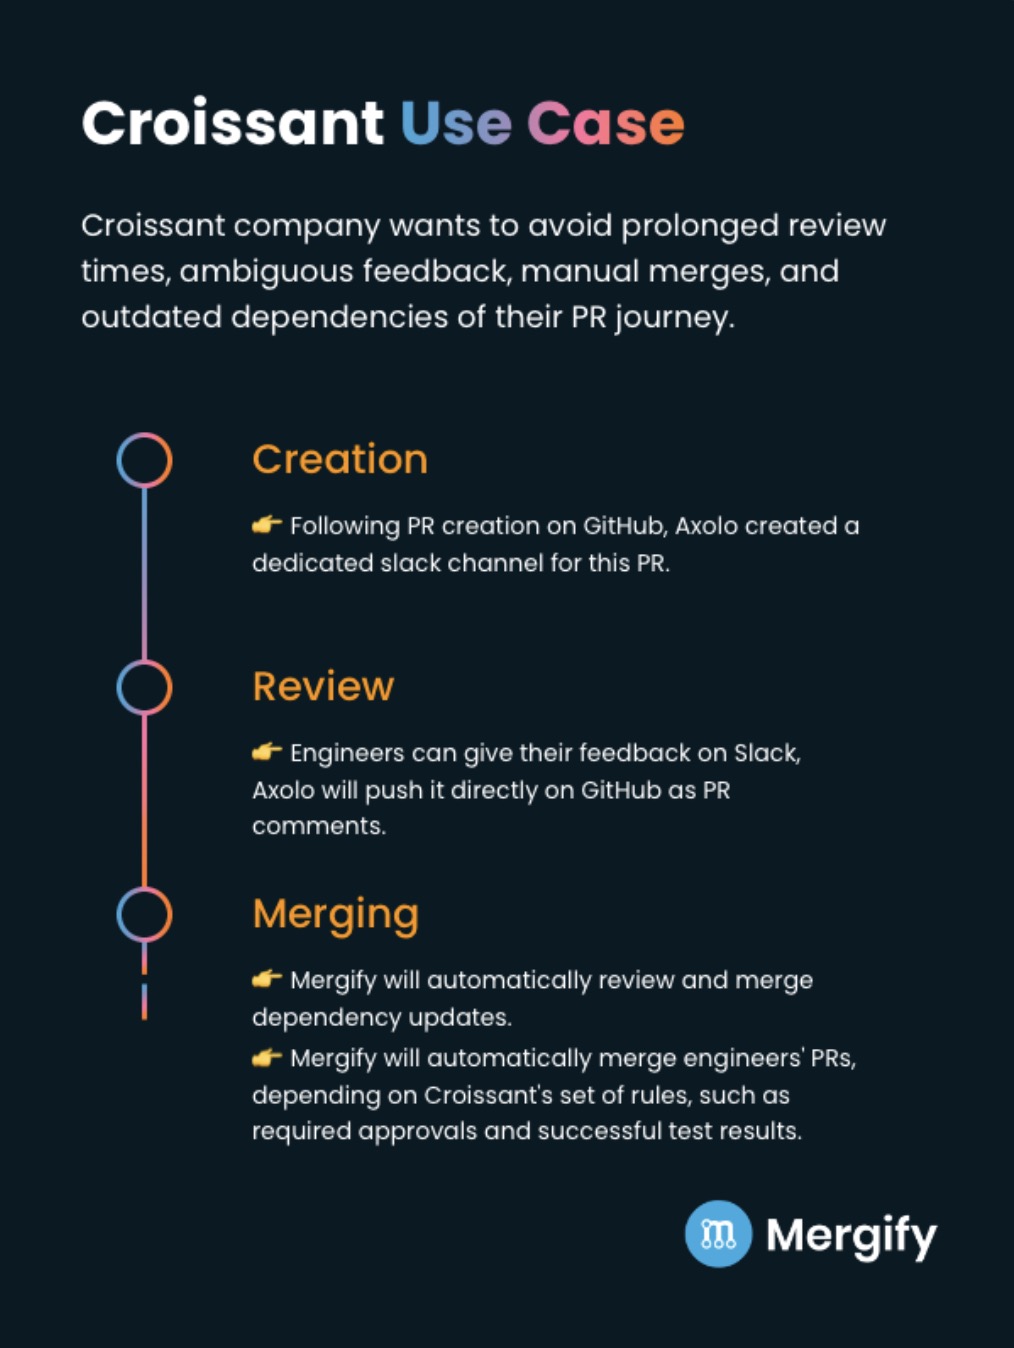 Croissant Use Case
Croissant company wants to avoid prolonged review
times, ambiguous feedback, manual merges, and
outdated dependencies of their PR journey.
Creation
👉 Following PR creation on GitHub, Axolo created a
dedicated slack channel for this PR.
Review
👉 Engineers can give their feedback on Slack,
Axolo will push it directly on GitHub as PR
comments.
Merging
👉 Mergify will automatically review and merge
dependency updates.
👉 Mergify will automatically merge engineers' PRs,
depending on Croissant's set of rules, such as
required approvals and successful test results.
Mergify